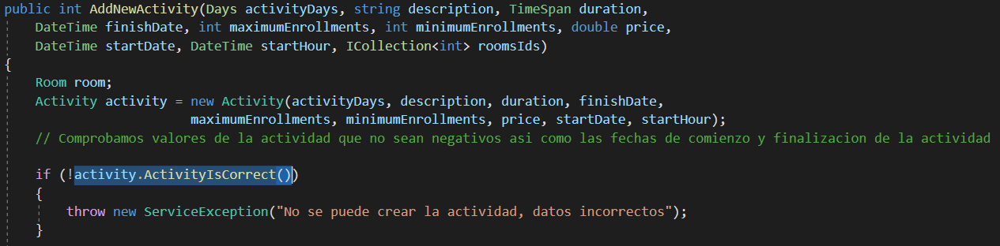 public int AddNewActivity(Days activityDays, string description, TimeSpan duration,
DateTime finishDate, int maximumEnrollments, int minimumEnrollments, double price,
DateTime startDate, DateTime startHour, ICollection<int> roomsIds)
{
Room room;
Activity activity = new Activity(activityDays, description, duration, finishDate,
maximumEnrollments, minimumEnrollments, price, startDate, startHour);
// Comprobamos valores de la actividad que no sean negativos asi como las fechas de comienzo y finalizacion de la actividad
if (!activity.ActivityIsCorrect())
{
throw new ServiceException("No se puede crear la actividad, datos incorrectos");
}